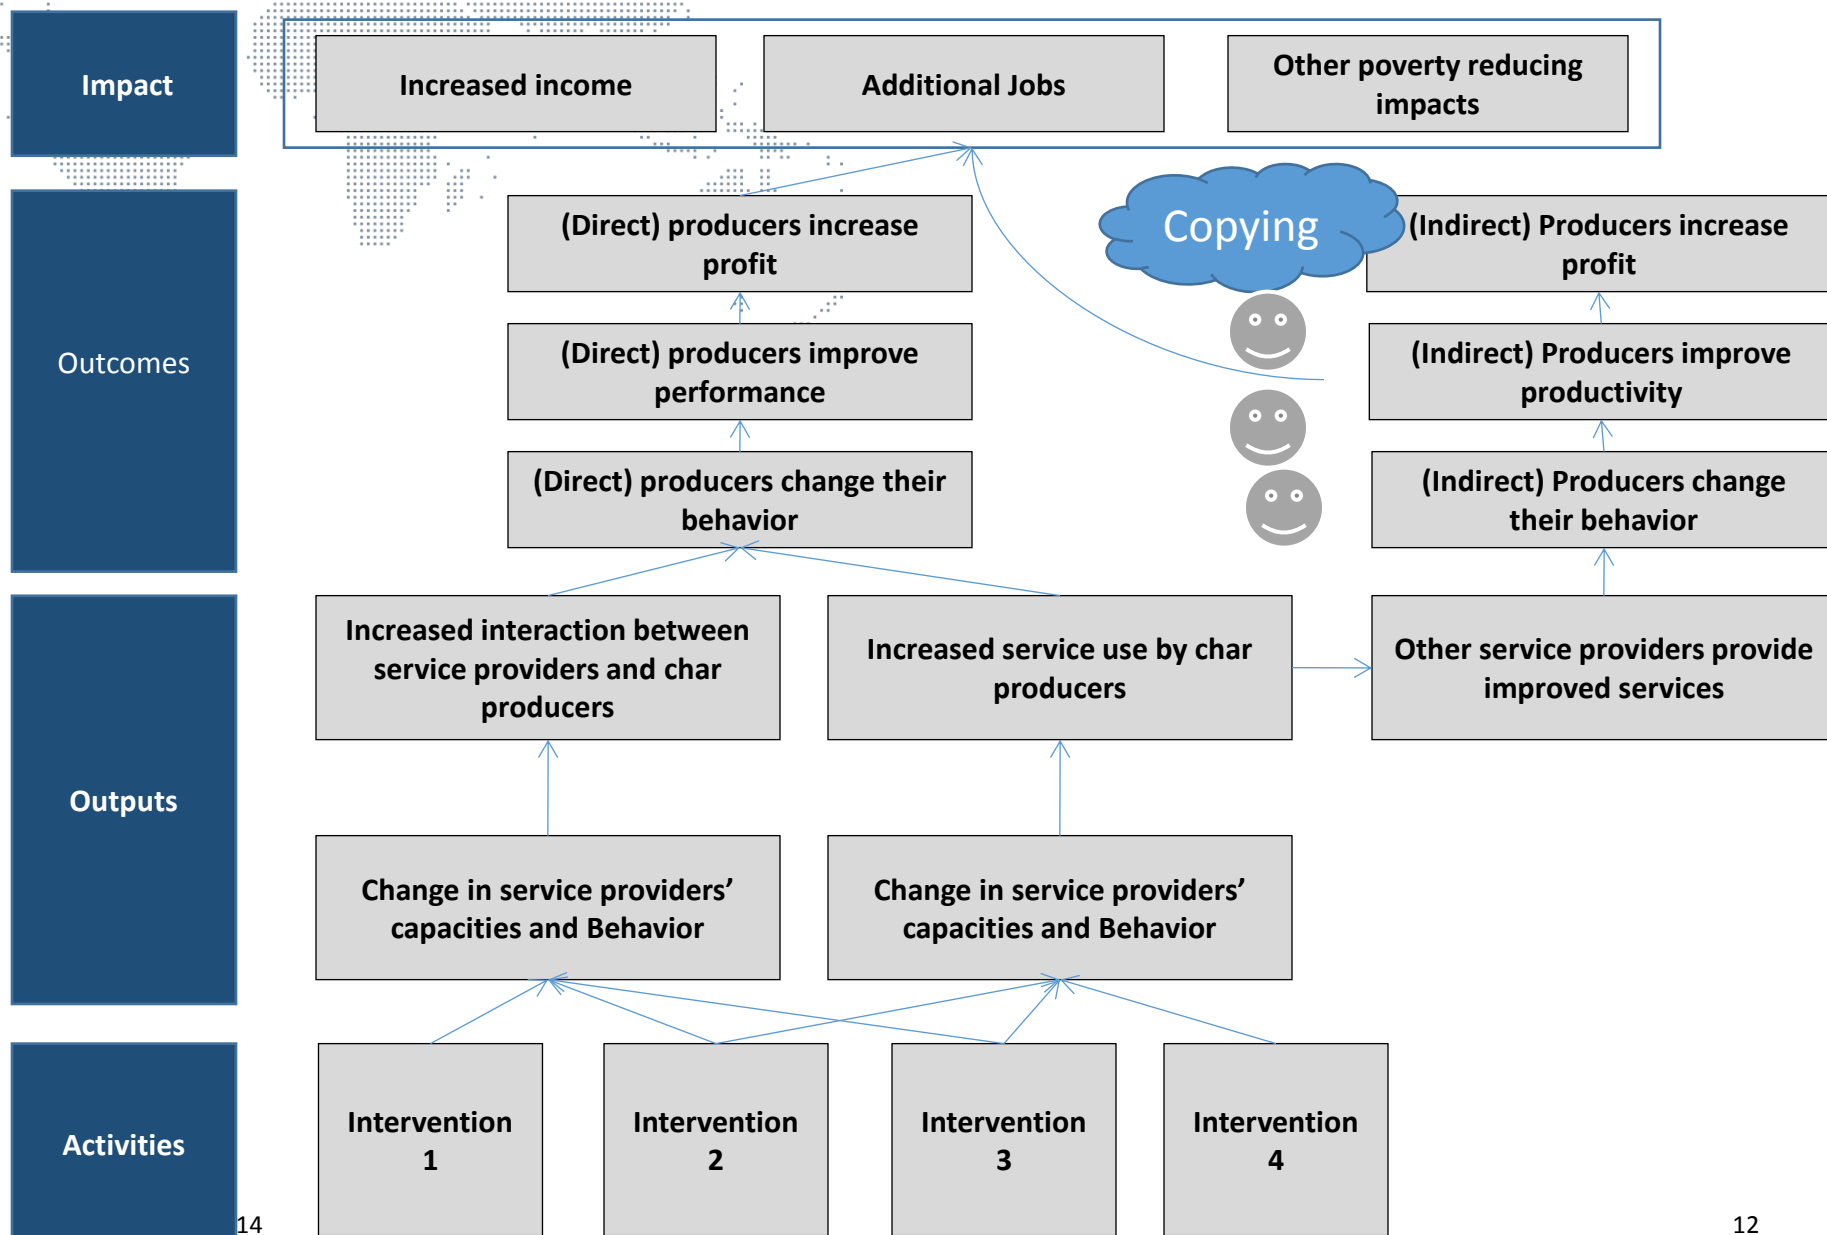 Impact
Increased income
Additional Jobs
Other poverty reducing
impacts
Outcomes
(Direct) producers increase
profit
Copying
(Indirect) Producers increase
profit
(Direct) producers improve
performance
(Indirect) Producers improve
productivity
(Direct) producers change their
behavior
(Indirect) Producers change
their behavior
Outputs
Increased interaction between
service providers and char
producers
Increased service use by char
producers
Other service providers provide
improved services
Change in service providers’
capacities and Behavior
Change in service providers’
capacities and Behavior
Activities
Intervention
1
Intervention
2
Intervention
3
Intervention
4
14
12